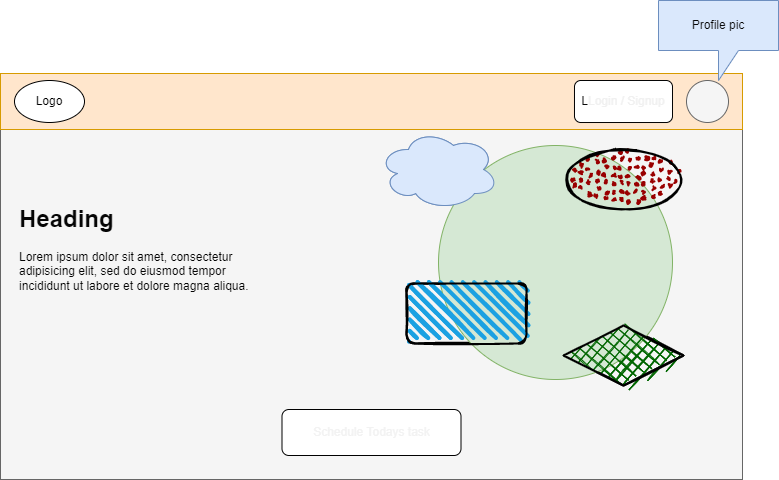 Profile pic
Logo
LLogin / Signup
Heading
Lorem ipsum dolor sit amet, consectetur
adipisicing elit, sed do eiusmod tempor
incididunt ut labore et dolore magna aliqua.
Schedule Todays task